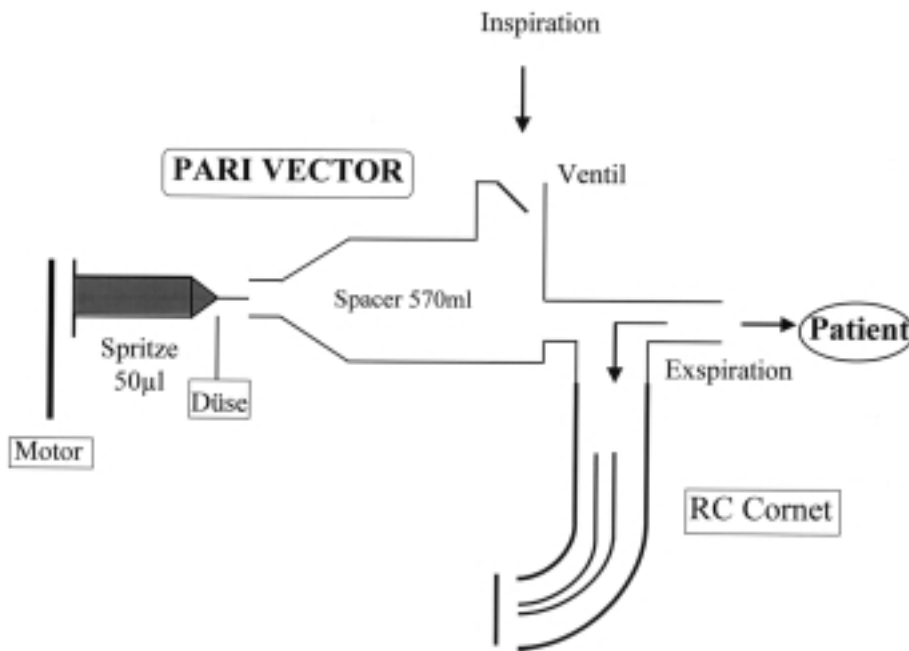 Inspiration
PARI VECTOR
Ventil
Spacer 570ml
Patient
Spritze
50µl
Düse
Exspiration
Motor
RC Cornet